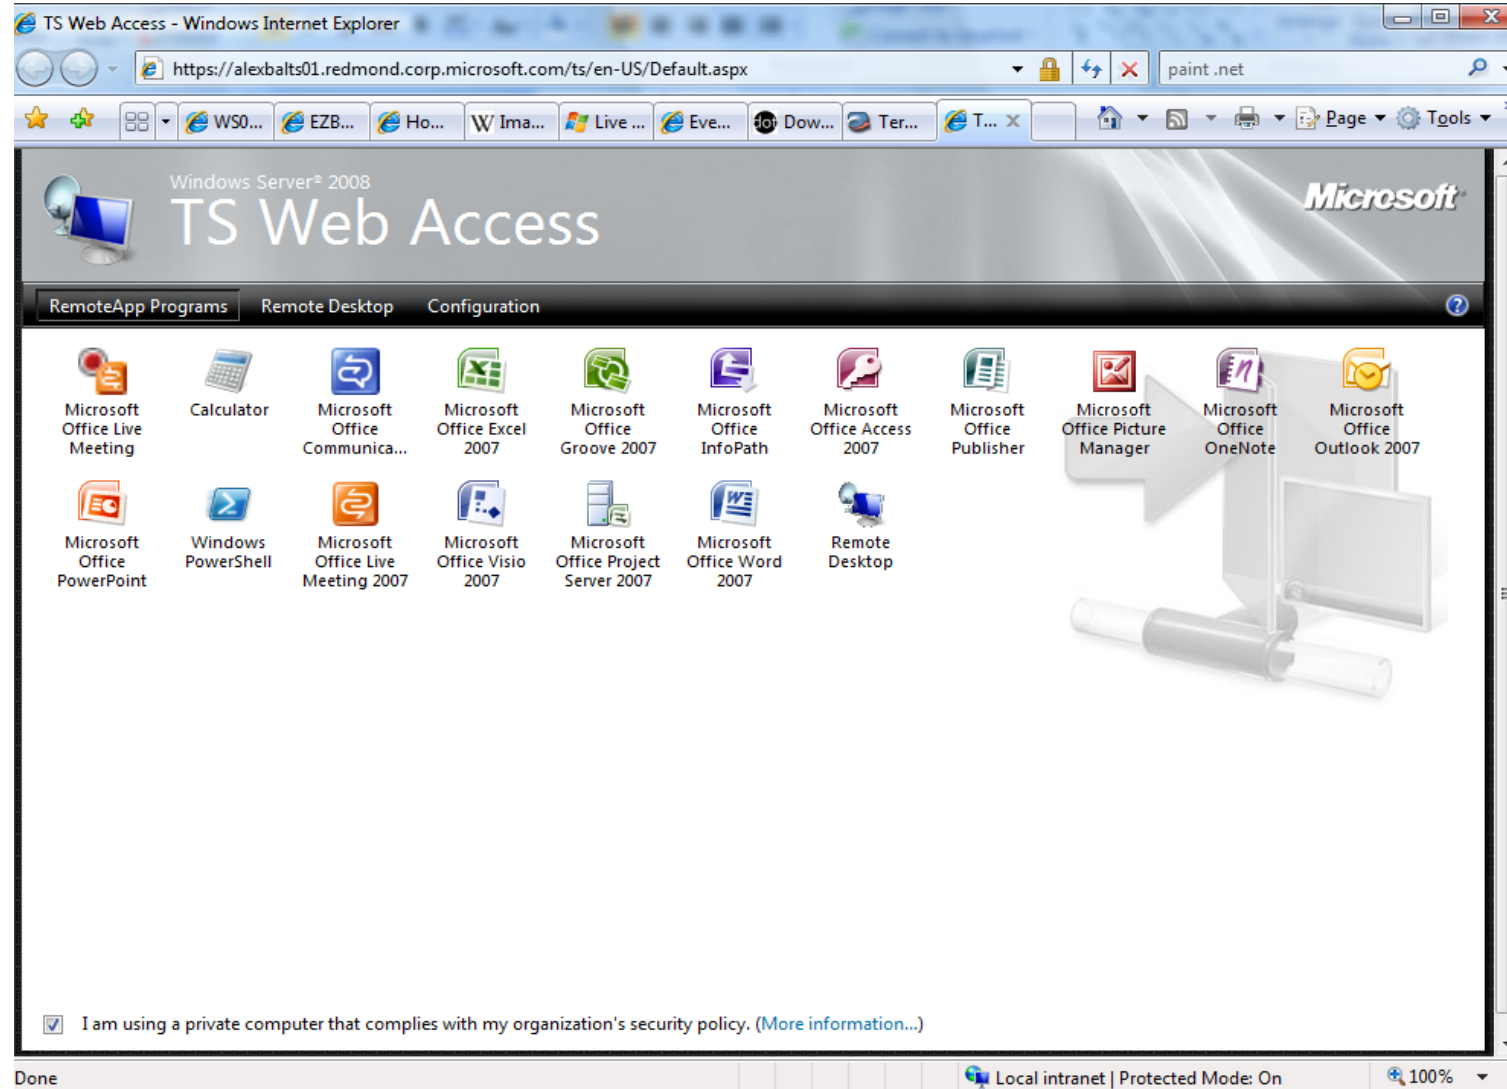 TS Web Access - Windows Internet Explorer
https://alexbalts01.redmond.corp.microsoft.com/ts/en-US/Default.aspx
paint .net
WS0...
EZB...
Ho...
Ima...
Live ...
Eve...
Dow...
Ter...
T...
Page
Tools
Windows Server® 2008
TS Web Access
Microsoft
RemoteApp Programs
Remote Desktop
Configuration
Microsoft
Office Live
Meeting
Calculator
Microsoft
Office
Communica...
Microsoft
Office Excel
2007
Microsoft
Office
Groove 2007
Microsoft
Office
InfoPath
Microsoft
Office Access
2007
Microsoft
Office
Publisher
Microsoft
Office Picture
Manager
Microsoft
Office
OneNote
Microsoft
Office
Outlook 2007
Microsoft
Office
PowerPoint
Windows
PowerShell
Microsoft
Office Live
Meeting 2007
Microsoft
Office Visio
2007
Microsoft
Office Project
Server 2007
Microsoft
Office Word
2007
Remote
Desktop
I am using a private computer that complies with my organization's security policy. (More information...)
Done
Local intranet | Protected Mode: On
100%